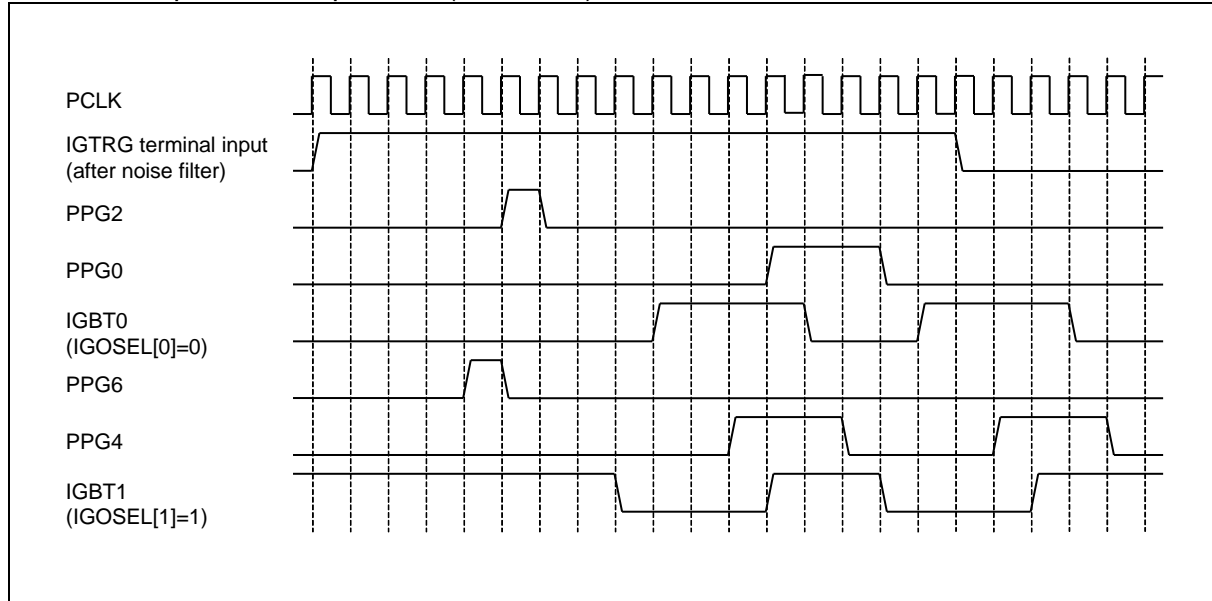 PCLK
IGTRG terminal input
(after noise filter)
PPG2
PPG0
IGBT0
(IGOSEL[0]=0)
PPG6
PPG4
IGBT1
(IGOSEL[1]=1)